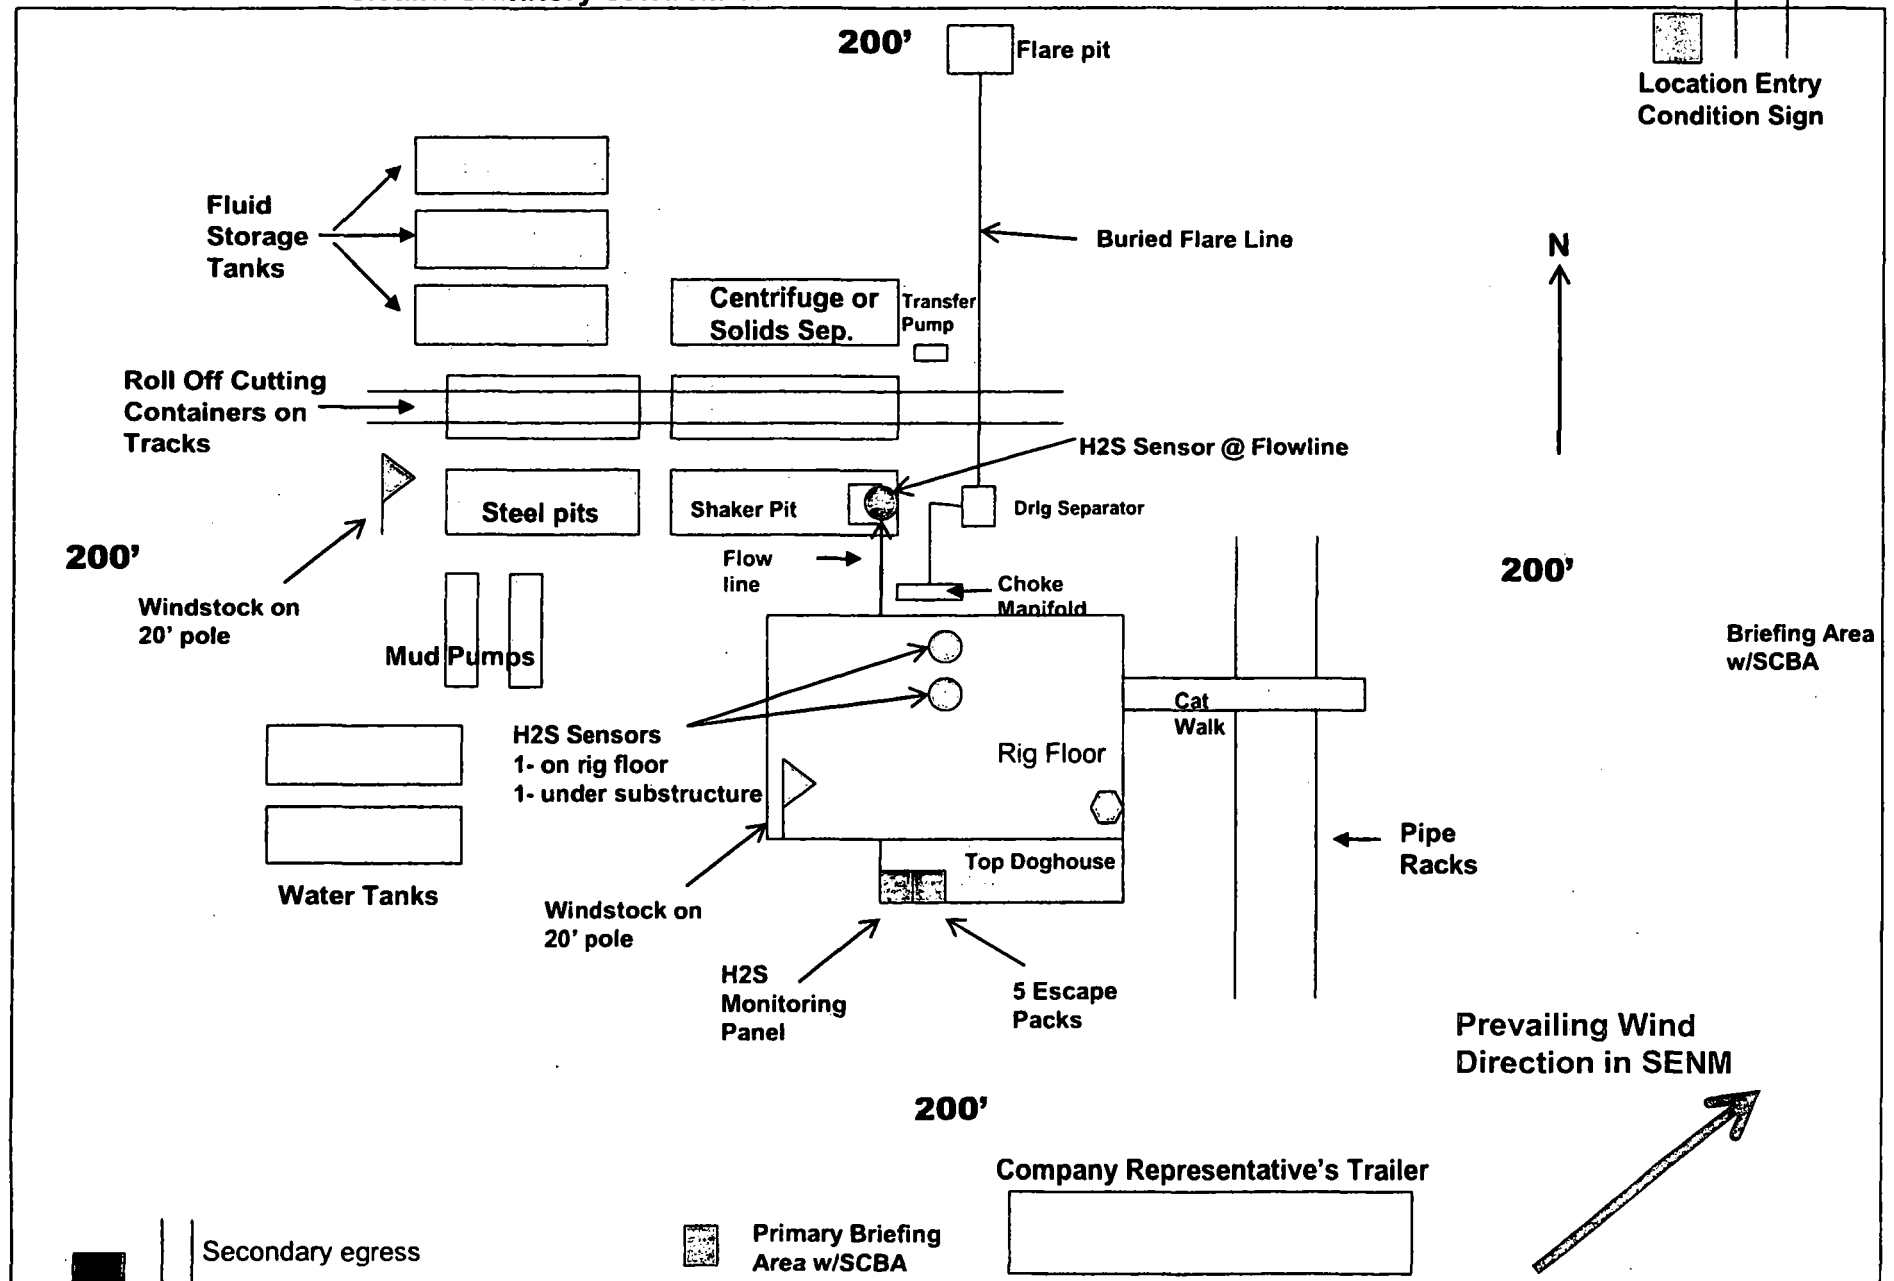 200'
Flare pit
Location Entry
Condition Sign
Fluid
Storage
Tanks
Buried Flare Line
N
Centrifuge or
Solids Sep.
Transfer
Pump
Roll Off Cutting
Containers on
Tracks
H2S Sensor @ Flowline
Steel pits
Shaker Pit
Drlg Separator
200'
Flow
line
200'
Choke
Manifold
Windstock on
20' pole
Briefing Area
w/SCBA
Mud Pumps
Cat
Walk
H2S Sensors
1- on rig floor
1- under substructure
Rig Floor
Pipe
Racks
Top Doghouse
Water Tanks
Windstock on
20' pole
H2S
Monitoring
Panel
5 Escape
Packs
Prevailing Wind
Direction in SENM
200'
Company Representative's Trailer
Secondary egress
Primary Briefing
Area w/SCBA